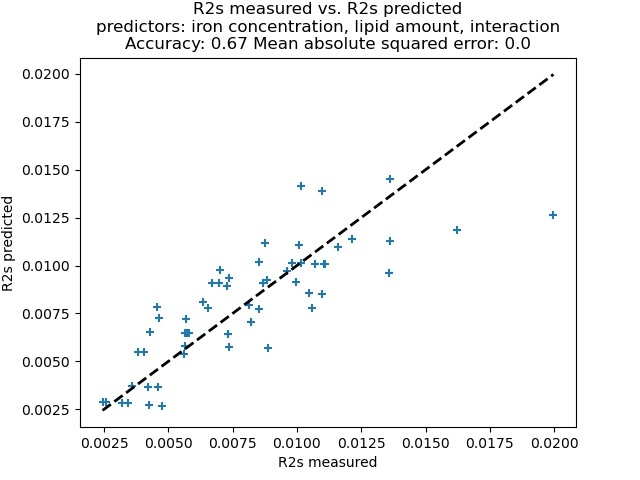 R2s measured vs. R2s predicted
predictors: iron concentration, lipid amount, interaction
Accuracy: 0.67 Mean absolute squared error: 0.0
0.0200
0.0175
0.0150
0.0125
0.0100
0.0075
0.0050
0.0025
R2s predicted
0.0025 0.0050 0.0075 0.0100 0.0125 0.0150 0.0175 0.0200
R2s measured